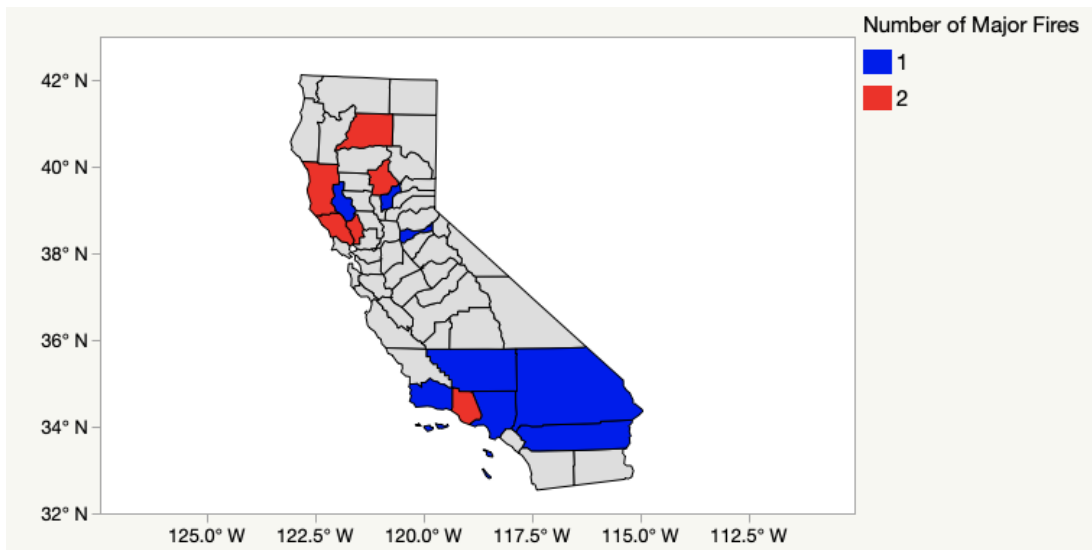 Number of Major Fires
1
2
42° N
40° N
38° N
36° N
34° N
32° N
125.0° W 122.5° W 120.0° W 117.5° W 115.0° W 112.5° W